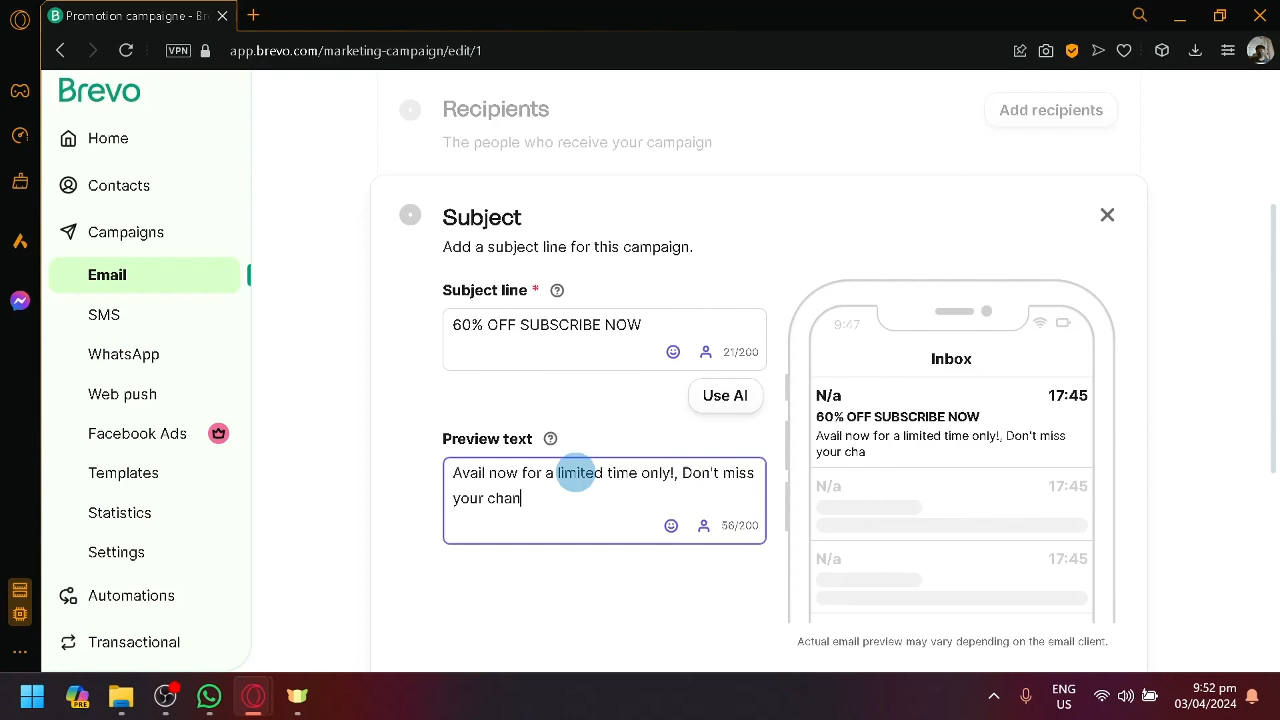 Promotion campaigne - Br
VPN
app.brevo.com/marketing-campaign/edit/1
Brevo
Home
Contacts
Campaigns
Email
SMS
WhatsApp
Web push
Facebook Ads
Templates
Statistics
Settings
Automations
Transactional
Recipients
The people who receive your campaign
Add recipients
Subject
Add a subject line for this campaign.
Subject line *
60% OFF SUBSCRIBE NOW
21/200
Use AI
Preview text
Avail now for a limited time only!, Don't miss
your chan
56/200
9:47
Inbox
N/a 17:45
60% OFF SUBSCRIBE NOW
Avail now for a limited time only!, Don't miss
your cha
N/a 17:45
N/a 17:45
Actual email preview may vary depending on the email client.
PRE
ENG
US
9:52 pm
03/04/2024